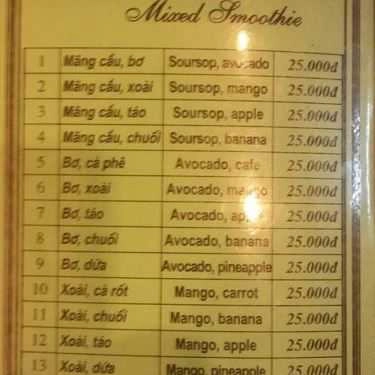 Mixed Smoothie
1 Mãng cầu, bơ Soursop, avocado 25.000đ
2 Mãng cầu, xoài Soursop, mango 25.000đ
3 Mãng cầu, táo Soursop, apple 25.000đ
4 Mãng cầu, chuối Soursop, banana 25.000đ
5 Bơ, cà phê Avocado, cafe 25.000đ
6 Bơ, xoài Avocado, mango 25.000đ
7 Bơ, táo Avocado, apple 25.000đ
8 Bơ, chuối Avocado, banana 25.000đ
9 Bơ, dứa Avocado, pineapple 25.000đ
10 Xoài, cà rốt Mango, carrot 25.000đ
11 Xoài, chuối Mango, banana 25.000đ
12 Xoài, táo Mango, apple 25.000đ
13 Xoài, dứa Mango, pineapple 25.000đ